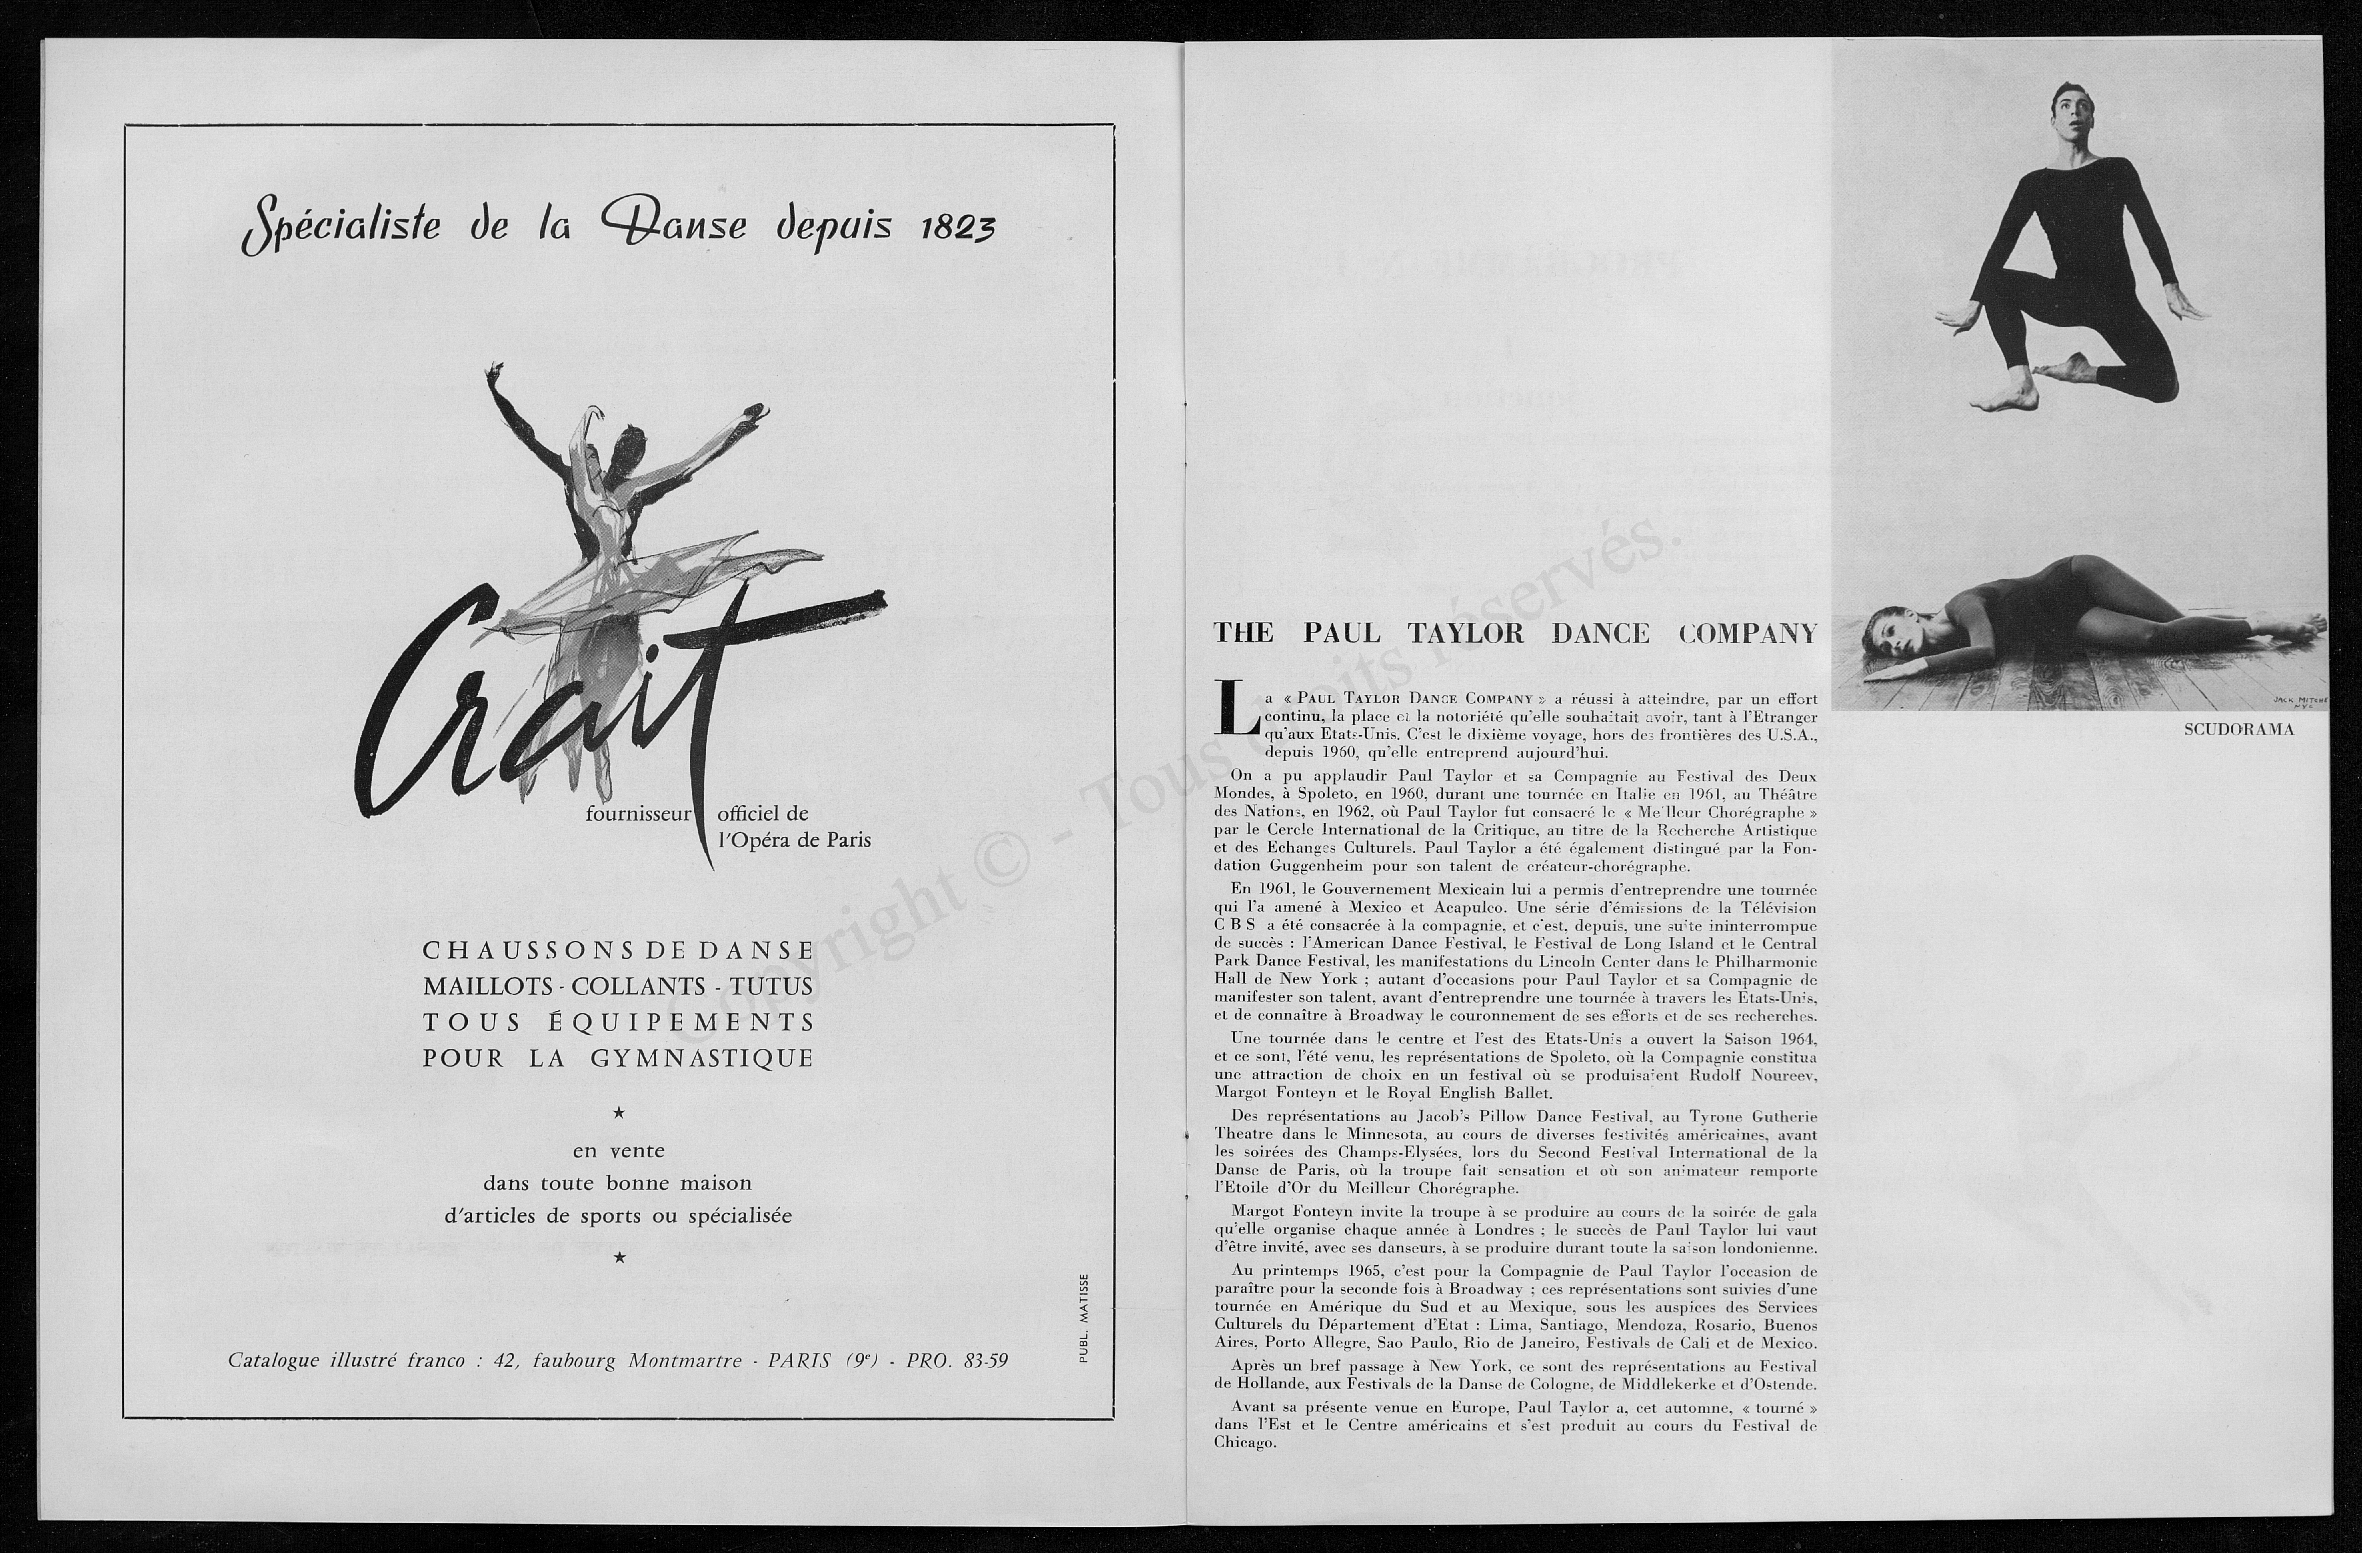 Spécialiste de la Danse depuis 1823
Crait
fournisseur officiel de
l'Opéra de Paris
CHAUSSONS DE DANSE
MAILLOTS - COLLANTS - TUTUS
TOUS ÉQUIPEMENTS
POUR LA GYMNASTIQUE
★
en vente
dans toute bonne maison
d'articles de sports ou spécialisée
★
Catalogue illustré franco : 42, faubourg Montmartre - PARIS (9e) - PRO. 83-59
PUBL. MATISSE
Copyright © - Tous droits réservés.
THE PAUL TAYLOR DANCE COMPANY
La « PAUL TAYLOR DANCE COMPANY » a réussi à atteindre, par un effort
continu, la place et la notoriété qu'elle souhaitait avoir, tant à l'Etranger
qu'aux Etats-Unis. C'est le dixième voyage, hors des frontières des U.S.A.,
depuis 1960, qu'elle entreprend aujourd'hui.
On a pu applaudir Paul Taylor et sa Compagnie au Festival des Deux
Mondes, à Spoleto, en 1960, durant une tournée en Italie en 1961, au Théâtre
des Nations, en 1962, où Paul Taylor fut consacré le « Meilleur Chorégraphe »
par le Cercle International de la Critique, au titre de la Recherche Artistique
et des Echanges Culturels. Paul Taylor a été également distingué par la Fon-
dation Guggenheim pour son talent de créateur-chorégraphe.
En 1961, le Gouvernement Mexicain lui a permis d'entreprendre une tournée
qui l'a amené à Mexico et Acapulco. Une série d'émissions de la Télévision
C B S a été consacrée à la compagnie, et c'est, depuis, une suite ininterrompue
de succès : l'American Dance Festival, le Festival de Long Island et le Central
Park Dance Festival, les manifestations du Lincoln Center dans le Philharmonic
Hall de New York ; autant d'occasions pour Paul Taylor et sa Compagnie de
manifester son talent, avant d'entreprendre une tournée à travers les Etats-Unis,
et de connaître à Broadway le couronnement de ses efforts et de ses recherches.
Une tournée dans le centre et l'est des Etats-Unis a ouvert la Saison 1964,
et ce sont, l'été venu, les représentations de Spoleto, où la Compagnie constitua
une attraction de choix en un festival où se produisaient Rudolf Noureev,
Margot Fonteyn et le Royal English Ballet.
Des représentations au Jacob's Pillow Dance Festival, au Tyrone Gutherie
Theatre dans le Minnesota, au cours de diverses festivités américaines, avant
les soirées des Champs-Elysées, lors du Second Festival International de la
Danse de Paris, où la troupe fait sensation et où son animateur remporte
l'Etoile d'Or du Meilleur Chorégraphe.
Margot Fonteyn invite la troupe à se produire au cours de la soirée de gala
qu'elle organise chaque année à Londres ; le succès de Paul Taylor lui vaut
d'être invité, avec ses danseurs, à se produire durant toute la saison londonienne.
Au printemps 1965, c'est pour la Compagnie de Paul Taylor l'occasion de
paraître pour la seconde fois à Broadway ; ces représentations sont suivies d'une
tournée en Amérique du Sud et au Mexique, sous les auspices des Services
Culturels du Département d'Etat : Lima, Santiago, Mendoza, Rosario, Buenos
Aires, Porto Allegre, Sao Paulo, Rio de Janeiro, Festivals de Cali et de Mexico.
Après un bref passage à New York, ce sont des représentations au Festival
de Hollande, aux Festivals de la Danse de Cologne, de Middlekerke et d'Ostende.
Avant sa présente venue en Europe, Paul Taylor a, cet automne, « tourné »
dans l'Est et le Centre américains et s'est produit au cours du Festival de
Chicago.
JACK MITCHE
NYC
SCUDORAMA